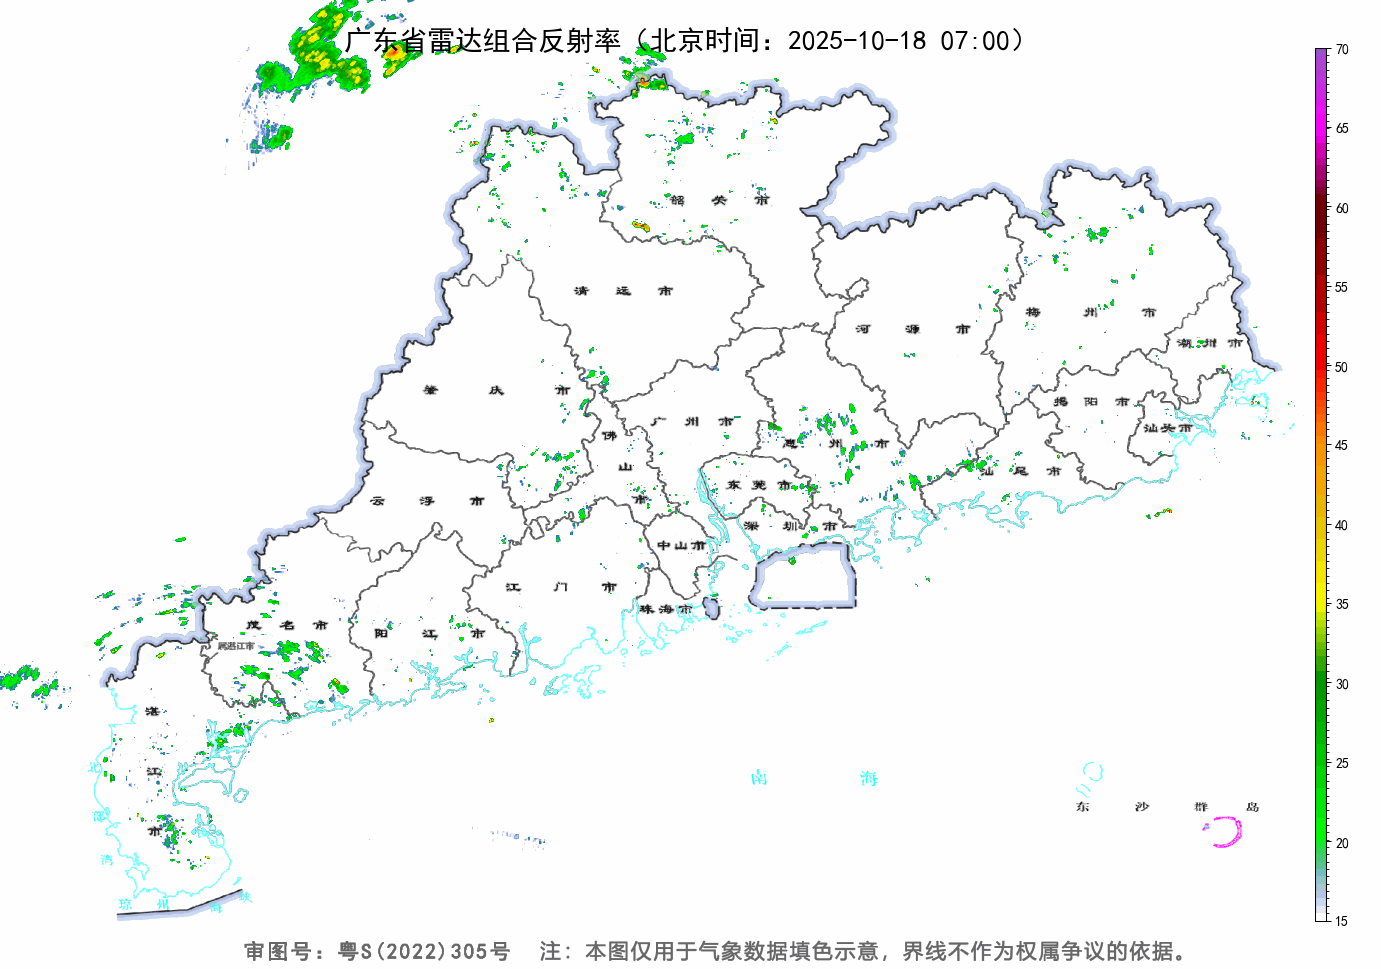 广东省雷达组合反射率（北京时间：2025-10-18 07:00）
70
65
60
55
50
45
40
35
30
25
20
15
韶 关 市
清 远 市
梅 州 市
河 源 市
潮 州 市
肇 庆 市
揭 阳 市
广 州 市
汕头市
佛 山 市
惠 州 市
汕 尾 市
东 莞 市
云 浮 市
深 圳 市
中山市
江 门 市
珠海市
茂 名 市
阳 江 市
属湛江市
湛 江 市
北 部 湾
南 海
东 沙 群 岛
琼 州 海 峡
审图号：粤S(2022)305号 注：本图仅用于气象数据填色示意，界线不作为权属争议的依据。